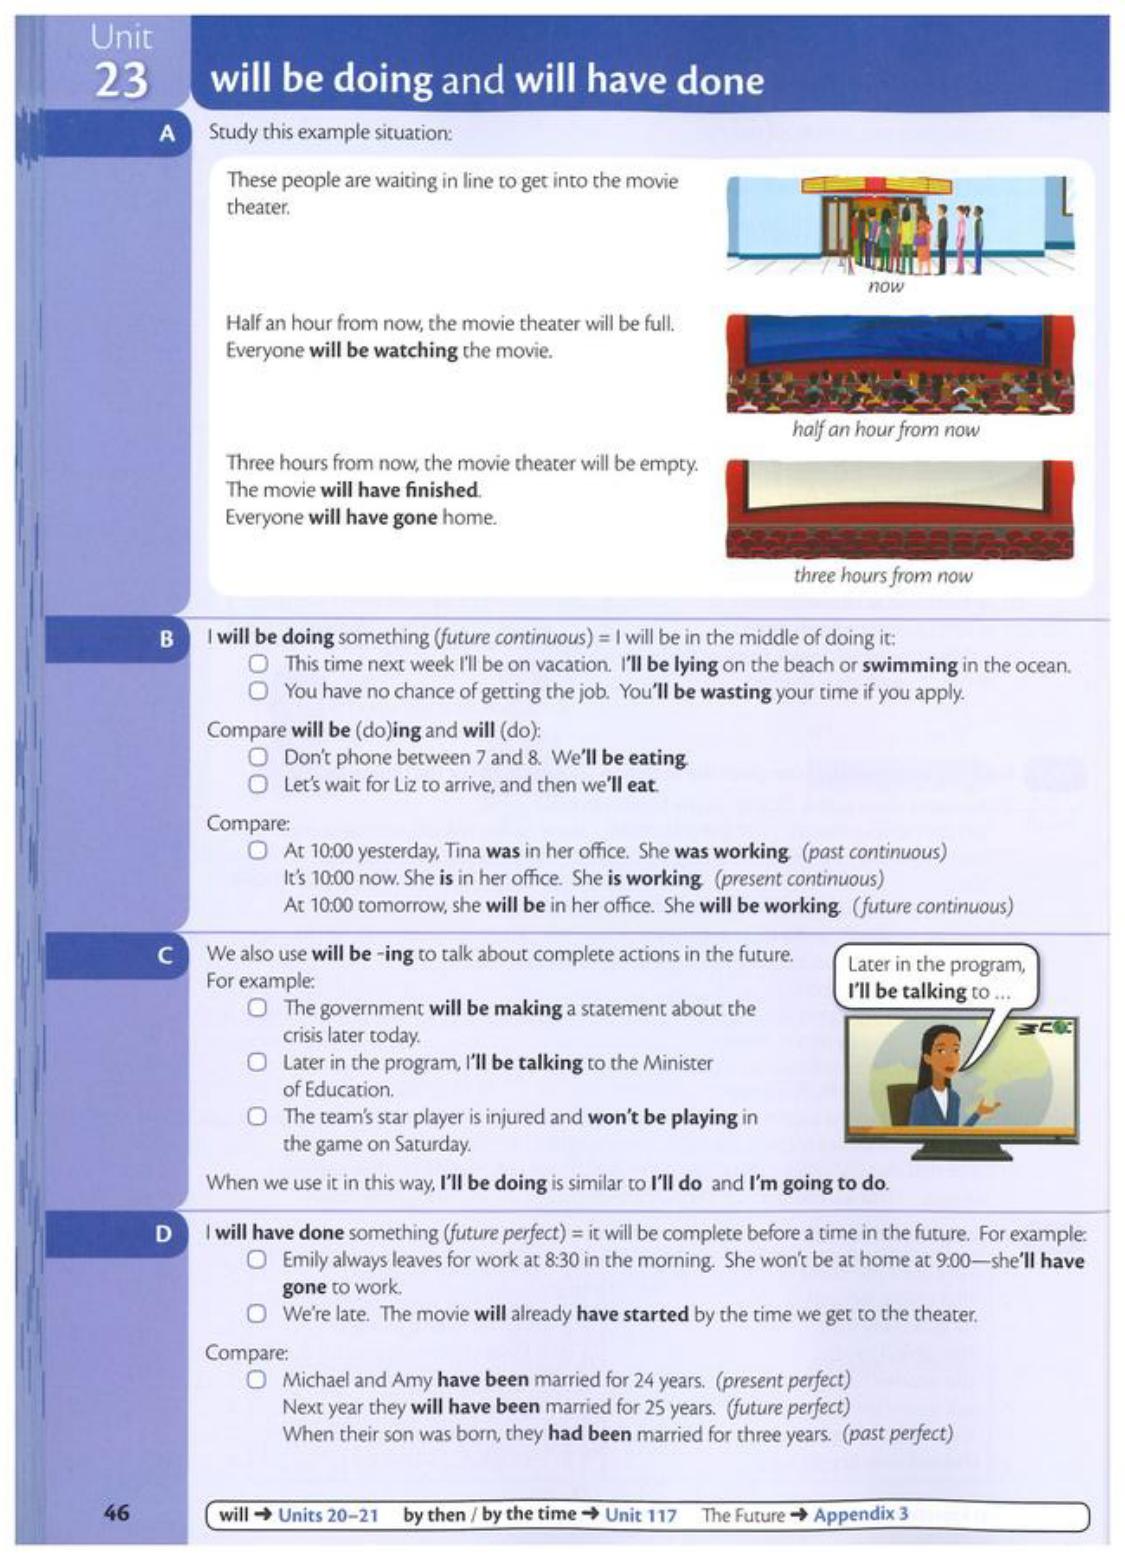 Unit
23
will be doing and will have done
A
Study this example situation:
These people are waiting in line to get into the movie
theater.
now
Half an hour from now, the movie theater will be full.
Everyone will be watching the movie.
half an hour from now
Three hours from now, the movie theater will be empty.
The movie will have finished.
Everyone will have gone home.
three hours from now
B
I will be doing something (future continuous) = I will be in the middle of doing it:
This time next week I'll be on vacation. I'll be lying on the beach or swimming in the ocean.
You have no chance of getting the job. You'll be wasting your time if you apply.
Compare will be (do)ing and will (do):
Don't phone between 7 and 8. We'll be eating.
Let's wait for Liz to arrive, and then we'll eat.
Compare:
At 10:00 yesterday, Tina was in her office. She was working. (past continuous)
It's 10:00 now. She is in her office. She is working. (present continuous)
At 10:00 tomorrow, she will be in her office. She will be working. (future continuous)
C
We also use will be -ing to talk about complete actions in the future.
For example:
The government will be making a statement about the
crisis later today.
Later in the program, I'll be talking to the Minister
of Education.
The team's star player is injured and won't be playing in
the game on Saturday.
Later in the program,
I'll be talking to ...
When we use it in this way, I'll be doing is similar to I'll do and I'm going to do.
D
I will have done something (future perfect) = it will be complete before a time in the future. For example:
Emily always leaves for work at 8:30 in the morning. She won't be at home at 9:00—she'll have
gone to work.
We're late. The movie will already have started by the time we get to the theater.
Compare:
Michael and Amy have been married for 24 years. (present perfect)
Next year they will have been married for 25 years. (future perfect)
When their son was born, they had been married for three years. (past perfect)
46
will ➜ Units 20–21 by then / by the time ➜ Unit 117 The Future ➜ Appendix 3